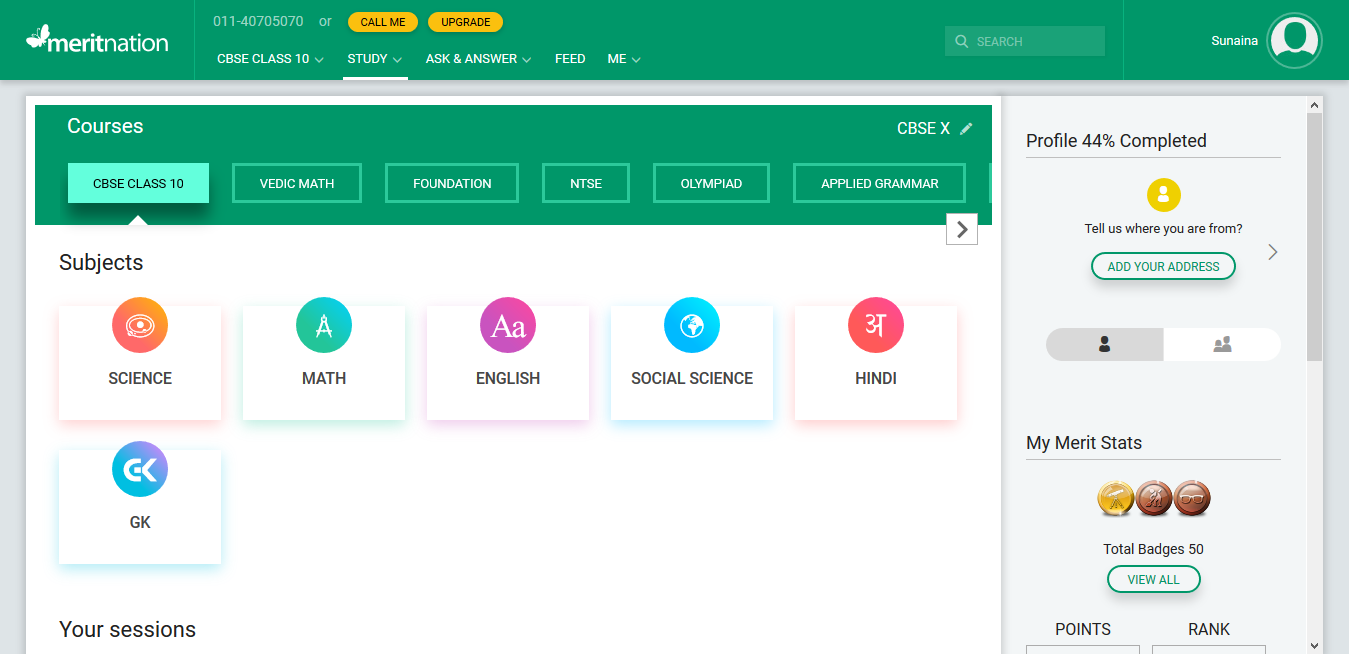 meritnation
011-40705070 or CALL ME UPGRADE
CBSE CLASS 10 STUDY ASK & ANSWER FEED ME
SEARCH
Sunaina
Courses
CBSE X
CBSE CLASS 10 VEDIC MATH FOUNDATION NTSE OLYMPIAD APPLIED GRAMMAR
Subjects
Aa अ
SCIENCE MATH ENGLISH SOCIAL SCIENCE HINDI
GK
GK
Your sessions
Profile 44% Completed
Tell us where you are from?
ADD YOUR ADDRESS
My Merit Stats
Total Badges 50
VIEW ALL
POINTS RANK